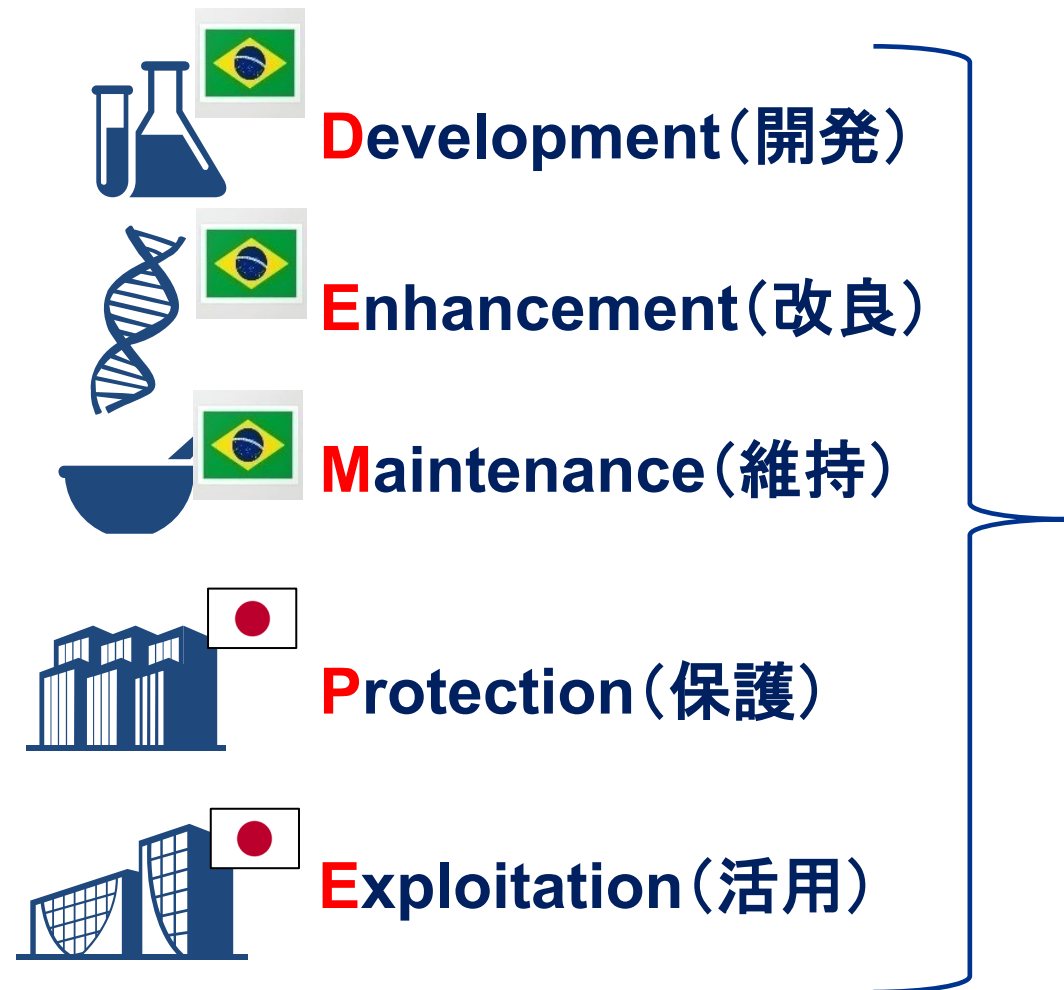 Development（開発）
Enhancement（改良）
Maintenance（維持）
Protection（保護）
Exploitation（活用）